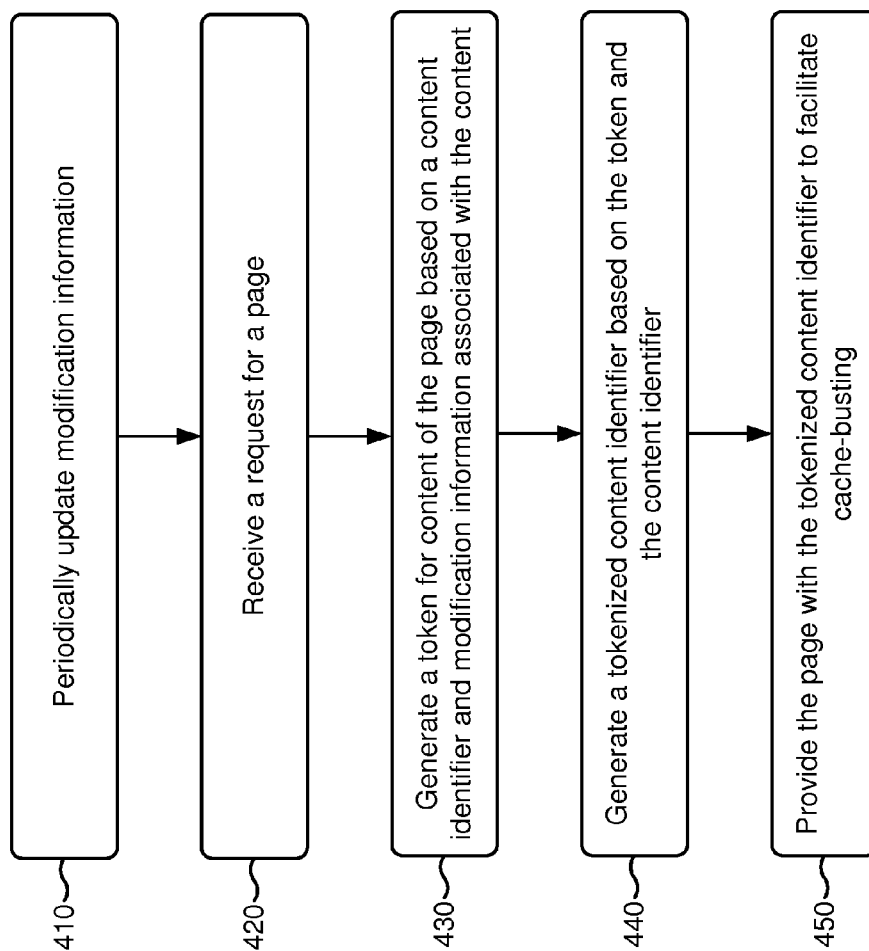 410
Periodically update modification information
420
Receive a request for a page
430
Generate a token for content of the page based on a content
identifier and modification information associated with the content
440
Generate a tokenized content identifier based on the token and
the content identifier
450
Provide the page with the tokenized content identifier to facilitate
cache-busting